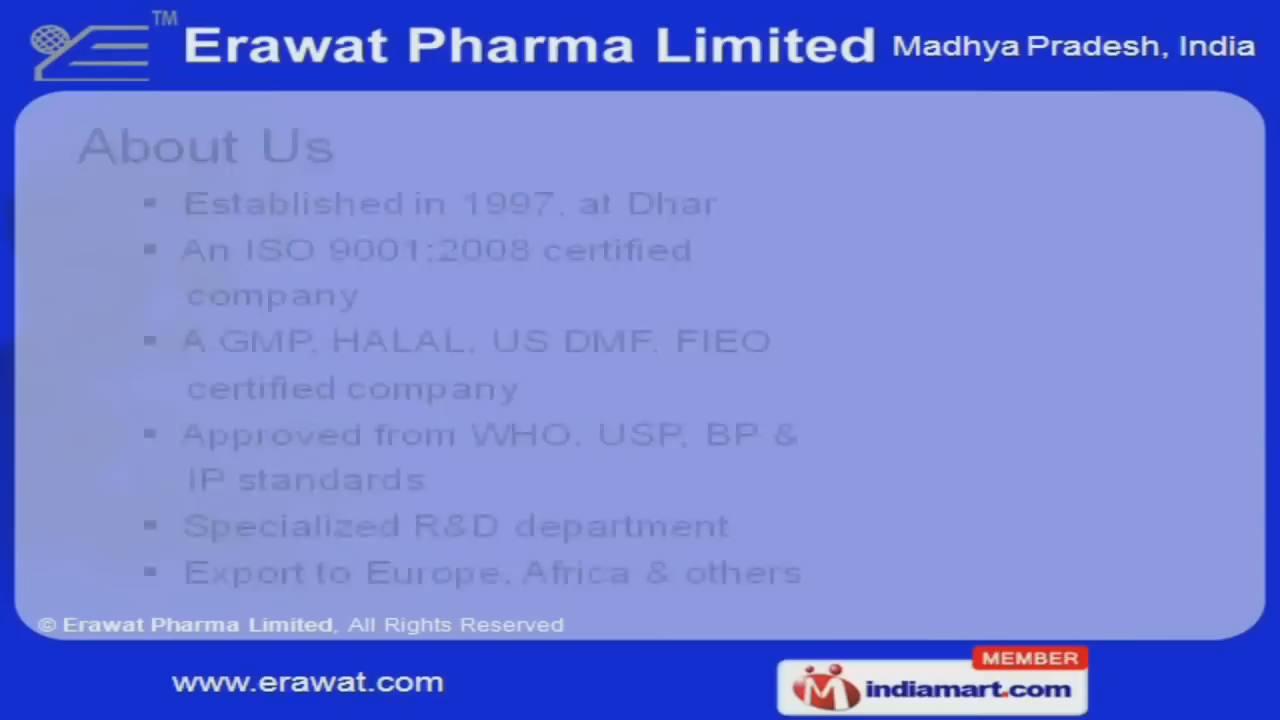 TM
Erawat Pharma Limited Madhya Pradesh, India
About Us
▪ Established in 1997, at Dhar
▪ An ISO 9001:2008 certified
company
▪ A GMP, HALAL, US DMF, FIEO
certified company
▪ Approved from WHO, USP, BP &
IP standards
▪ Specialized R&D department
▪ Export to Europe, Africa & others
© Erawat Pharma Limited, All Rights Reserved
www.erawat.com
MEMBER
indiamart.com